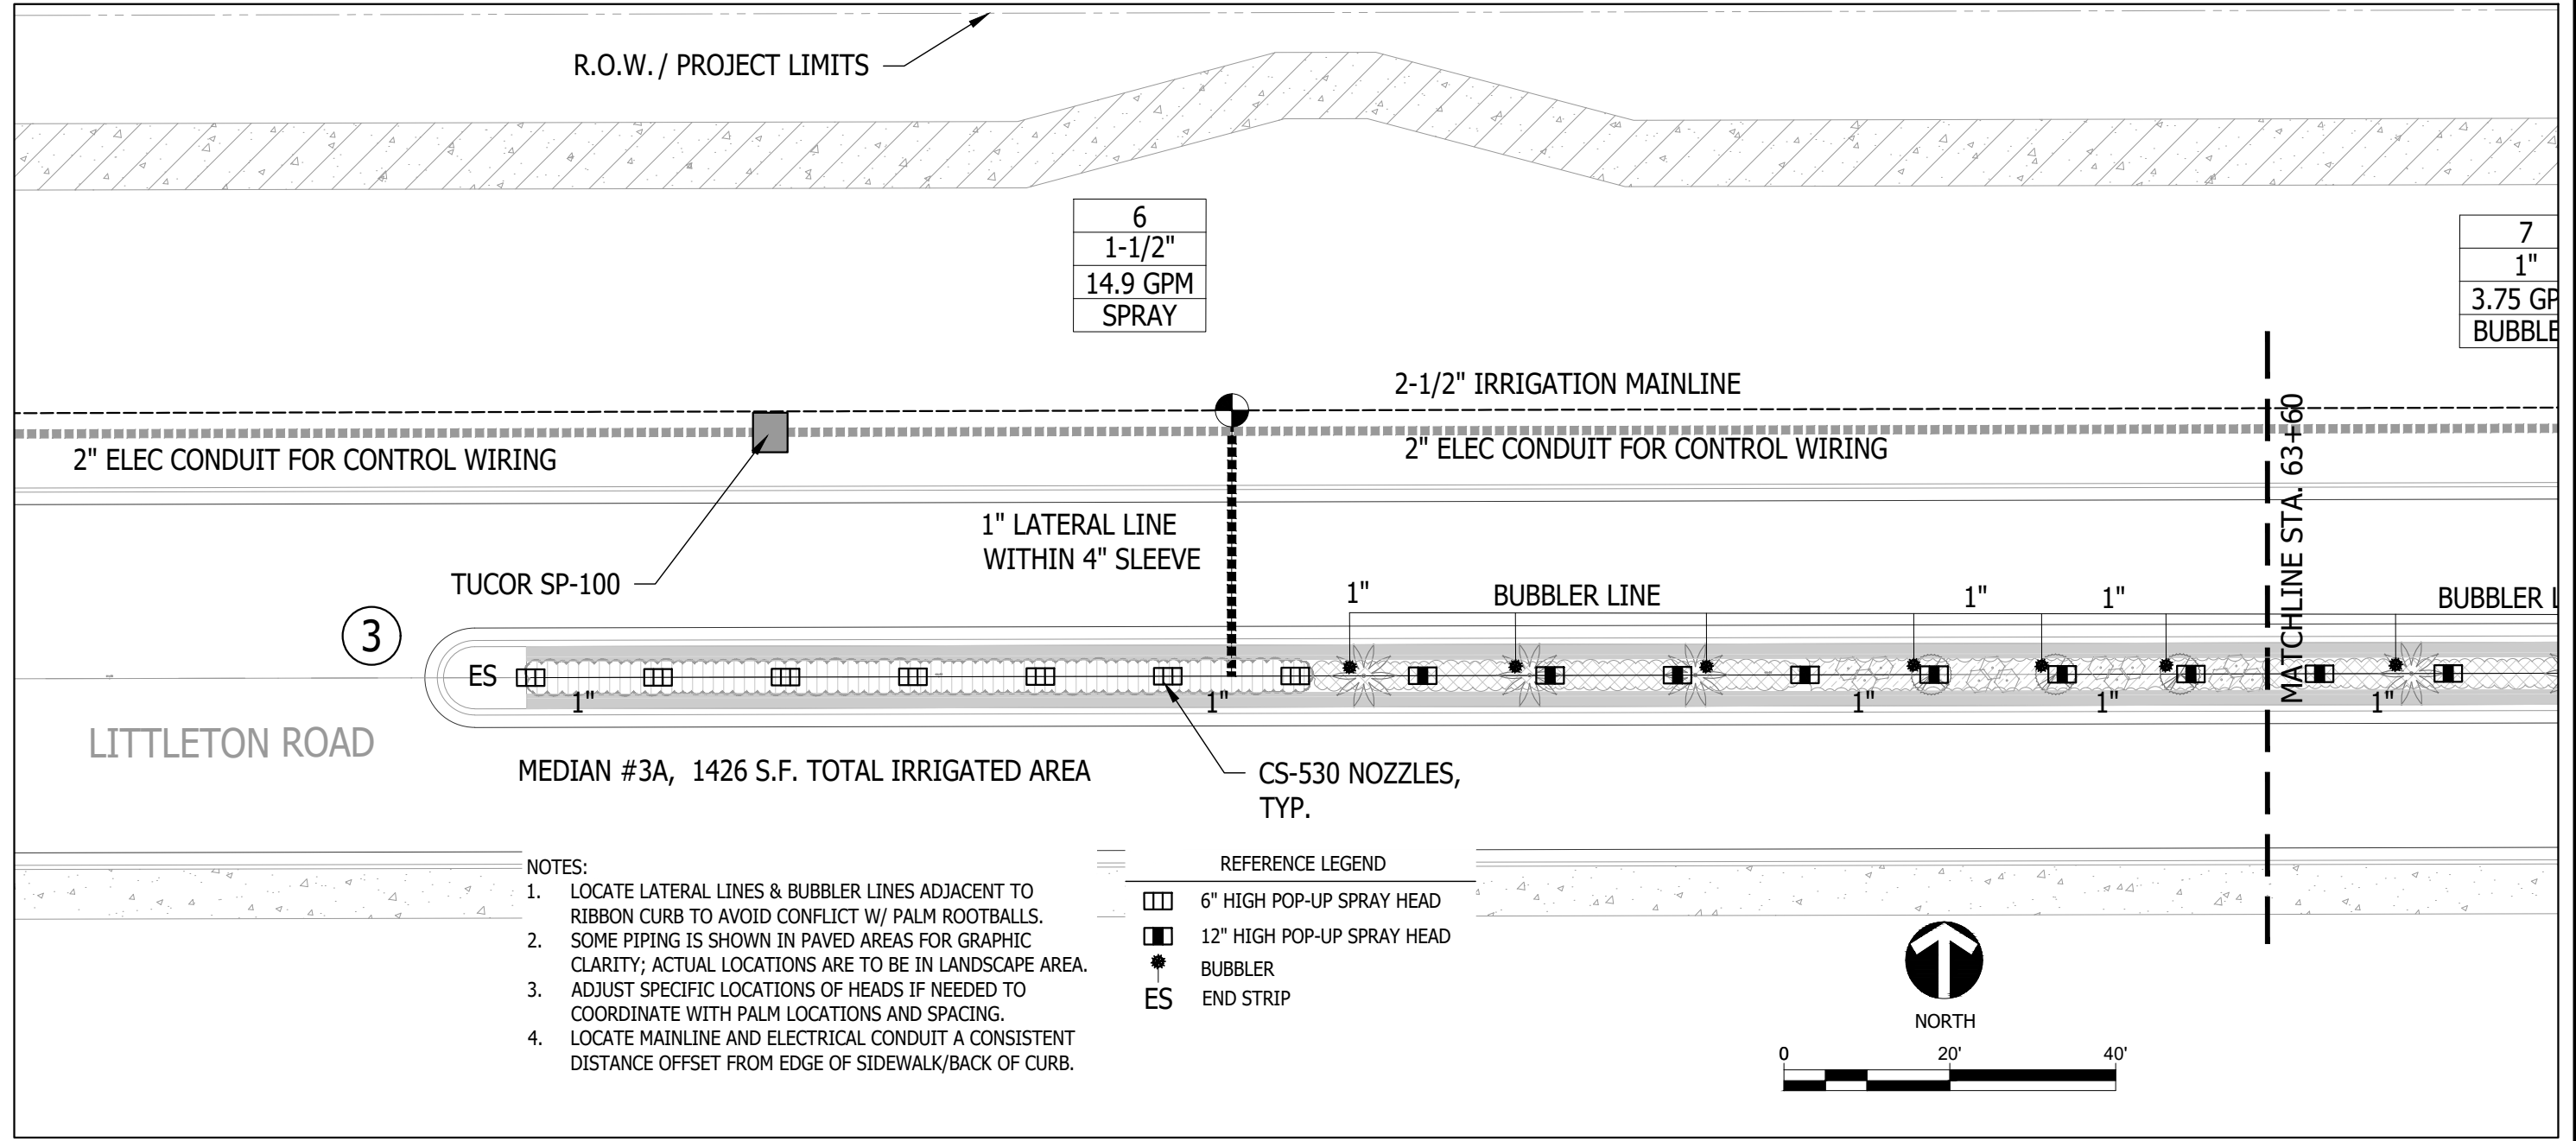 R.O.W. / PROJECT LIMITS
6
1-1/2"
14.9 GPM
SPRAY
7
1"
3.75 GP
BUBBLE
2-1/2" IRRIGATION MAINLINE
2" ELEC CONDUIT FOR CONTROL WIRING
2" ELEC CONDUIT FOR CONTROL WIRING
MATCHLINE STA. 63+60
1" LATERAL LINE
WITHIN 4" SLEEVE
TUCOR SP-100
1"
BUBBLER LINE
1"
1"
BUBBLER L
3
ES
1"
1"
1"
1"
1"
LITTLETON ROAD
MEDIAN #3A, 1426 S.F. TOTAL IRRIGATED AREA
CS-530 NOZZLES,
TYP.
NOTES:
1. LOCATE LATERAL LINES & BUBBLER LINES ADJACENT TO
RIBBON CURB TO AVOID CONFLICT W/ PALM ROOTBALLS.
2. SOME PIPING IS SHOWN IN PAVED AREAS FOR GRAPHIC
CLARITY; ACTUAL LOCATIONS ARE TO BE IN LANDSCAPE AREA.
3. ADJUST SPECIFIC LOCATIONS OF HEADS IF NEEDED TO
COORDINATE WITH PALM LOCATIONS AND SPACING.
4. LOCATE MAINLINE AND ELECTRICAL CONDUIT A CONSISTENT
DISTANCE OFFSET FROM EDGE OF SIDEWALK/BACK OF CURB.
REFERENCE LEGEND
6" HIGH POP-UP SPRAY HEAD
12" HIGH POP-UP SPRAY HEAD
BUBBLER
ES END STRIP
NORTH
0 20' 40'